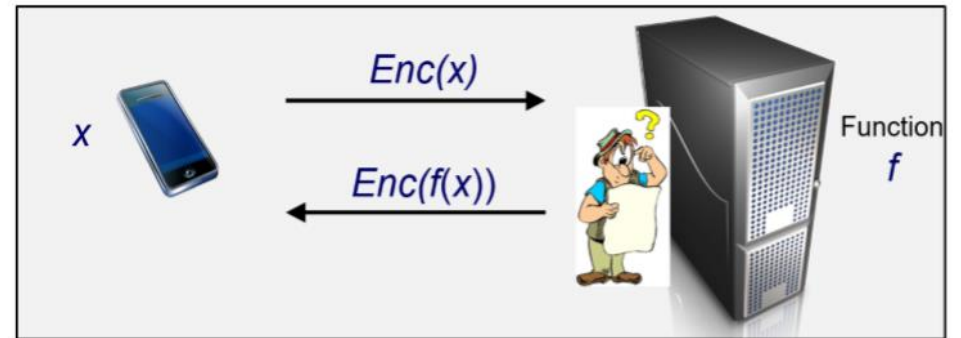 Enc(x)
x
?
Function
f
Enc(f(x))